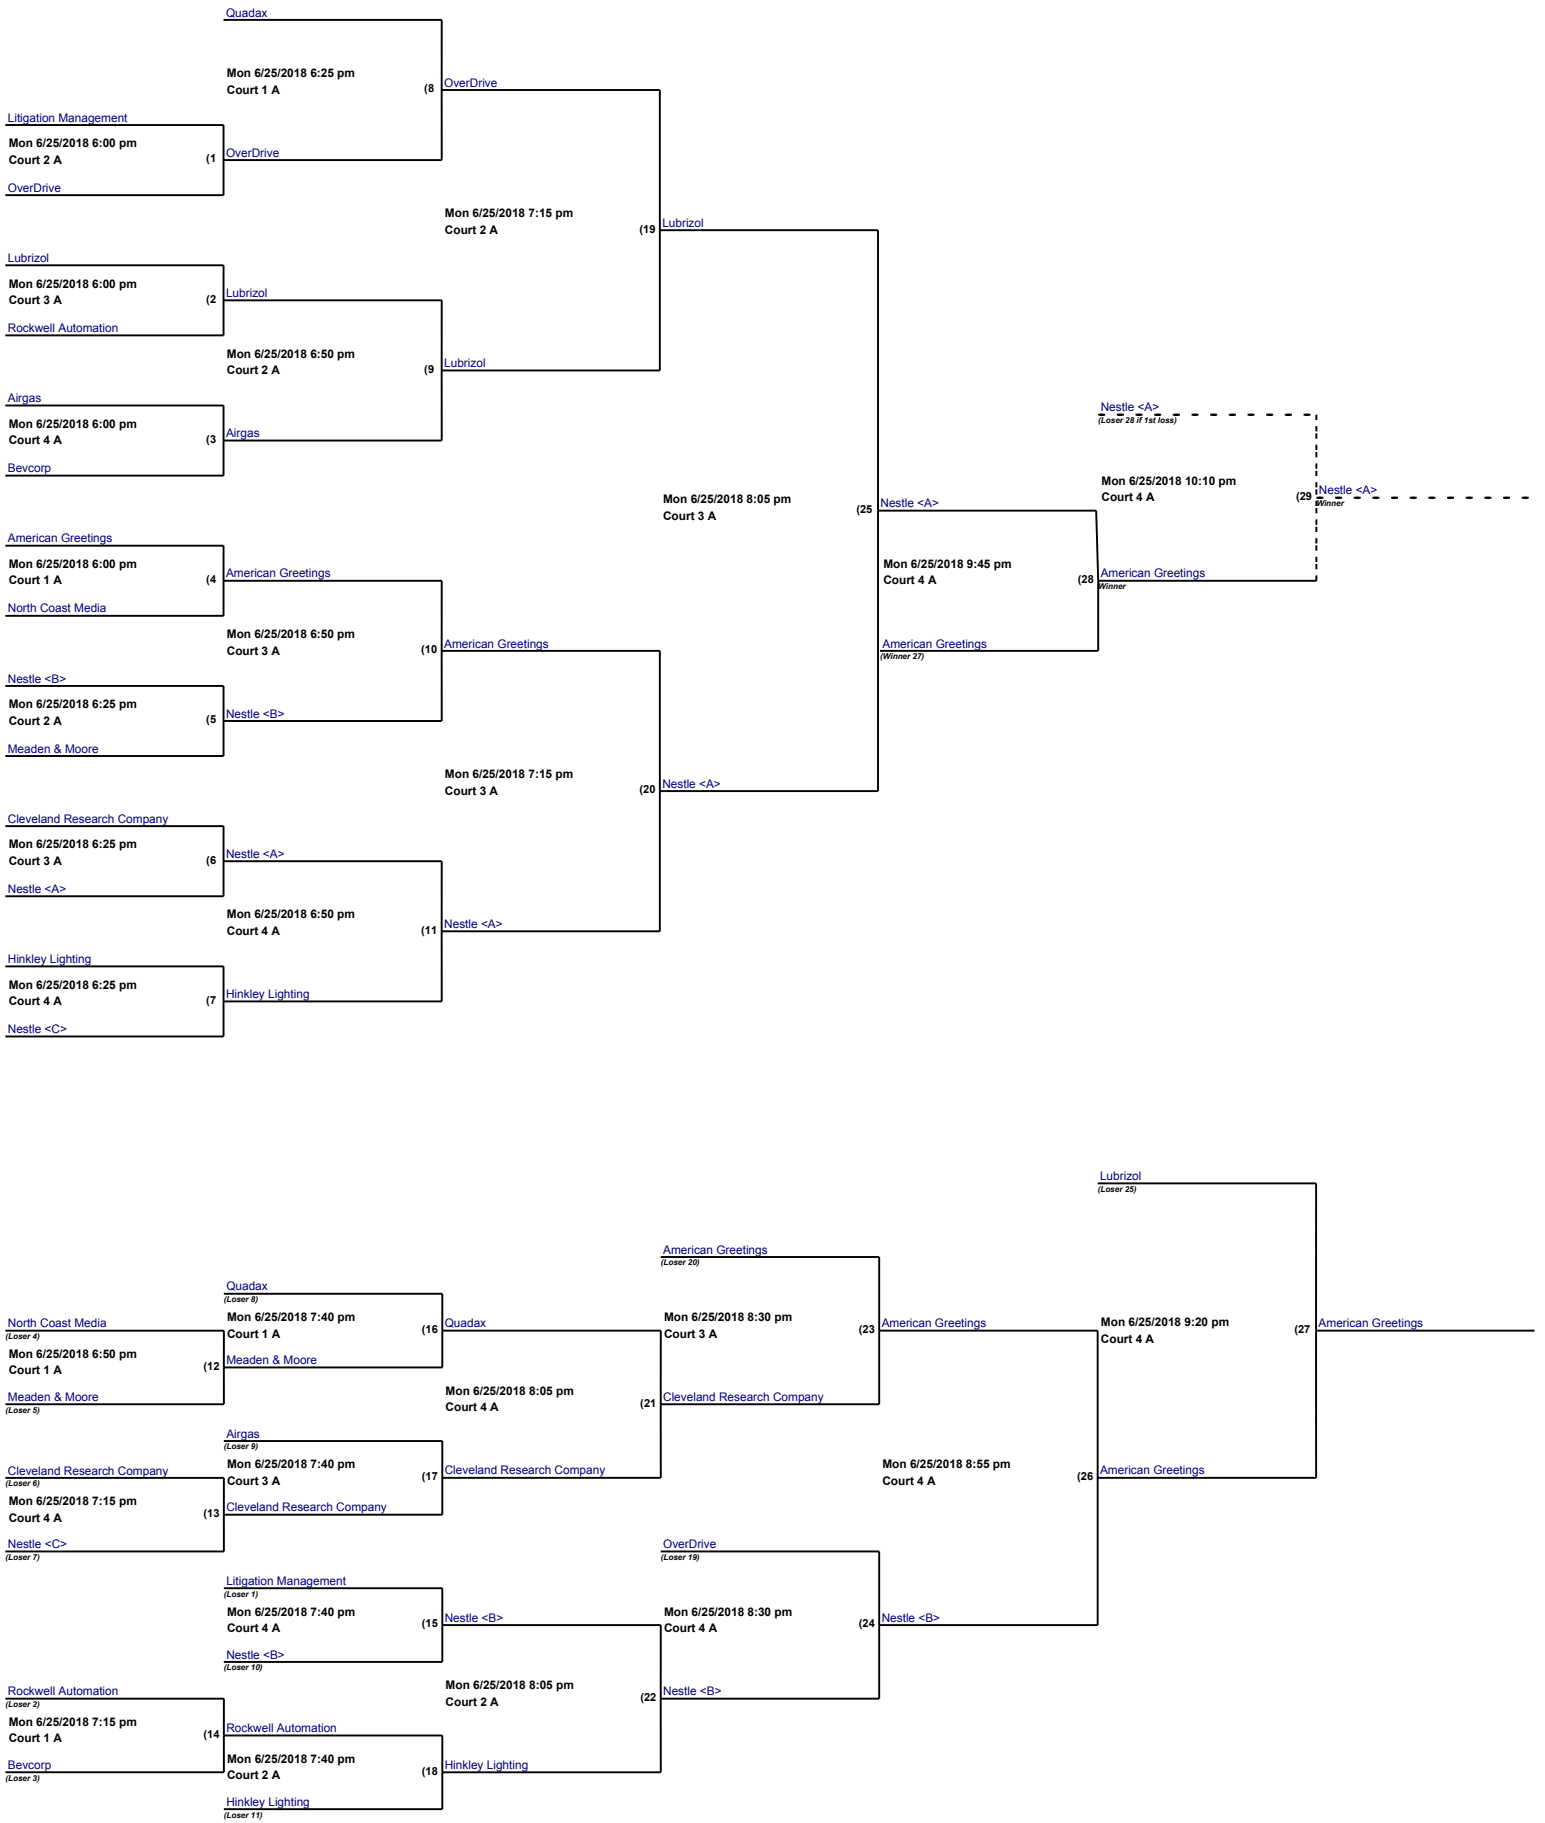 Quadax
Mon 6/25/2018 6:25 pm
Court 1 A
(8
OverDrive
Litigation Management
Mon 6/25/2018 6:00 pm
Court 2 A
(1
OverDrive
OverDrive
Mon 6/25/2018 7:15 pm
Court 2 A
(19
Lubrizol
Lubrizol
Mon 6/25/2018 6:00 pm
Court 3 A
(2
Lubrizol
Rockwell Automation
Mon 6/25/2018 6:50 pm
Court 2 A
(9
Lubrizol
Airgas
Mon 6/25/2018 6:00 pm
Court 4 A
(3
Airgas
Bevcorp
Nestle <A>
(Loser 28 if 1st loss)
Mon 6/25/2018 10:10 pm
Court 4 A
(29
Nestle <A>
Winner
Mon 6/25/2018 8:05 pm
Court 3 A
(25
Nestle <A>
American Greetings
Mon 6/25/2018 6:00 pm
Court 1 A
(4
American Greetings
North Coast Media
Mon 6/25/2018 9:45 pm
Court 4 A
(28
American Greetings
Winner
Mon 6/25/2018 6:50 pm
Court 3 A
(10
American Greetings
American Greetings
(Winner 27)
Nestle <B>
Mon 6/25/2018 6:25 pm
Court 2 A
(5
Nestle <B>
Meaden & Moore
Mon 6/25/2018 7:15 pm
Court 3 A
(20
Nestle <A>
Cleveland Research Company
Mon 6/25/2018 6:25 pm
Court 3 A
(6
Nestle <A>
Nestle <A>
Mon 6/25/2018 6:50 pm
Court 4 A
(11
Nestle <A>
Hinkley Lighting
Mon 6/25/2018 6:25 pm
Court 4 A
(7
Hinkley Lighting
Nestle <C>
Lubrizol
(Loser 25)
American Greetings
(Loser 20)
Quadax
(Loser 8)
Mon 6/25/2018 7:40 pm
Court 1 A
(16
Quadax
North Coast Media
(Loser 4)
Mon 6/25/2018 6:50 pm
Court 1 A
(12
Meaden & Moore
Meaden & Moore
(Loser 5)
Mon 6/25/2018 8:30 pm
Court 3 A
(23
American Greetings
Mon 6/25/2018 9:20 pm
Court 4 A
(27
American Greetings
Mon 6/25/2018 8:05 pm
Court 4 A
(21
Cleveland Research Company
Airgas
(Loser 9)
Mon 6/25/2018 7:40 pm
Court 3 A
(17
Cleveland Research Company
Cleveland Research Company
(Loser 6)
Mon 6/25/2018 7:15 pm
Court 4 A
(13
Cleveland Research Company
Nestle <C>
(Loser 7)
Mon 6/25/2018 8:55 pm
Court 4 A
(26
American Greetings
OverDrive
(Loser 19)
Litigation Management
(Loser 1)
Mon 6/25/2018 7:40 pm
Court 4 A
(15
Nestle <B>
Nestle <B>
(Loser 10)
Mon 6/25/2018 8:30 pm
Court 4 A
(24
Nestle <B>
Mon 6/25/2018 8:05 pm
Court 2 A
(22
Nestle <B>
Rockwell Automation
(Loser 2)
Mon 6/25/2018 7:15 pm
Court 1 A
(14
Rockwell Automation
Bevcorp
(Loser 3)
Mon 6/25/2018 7:40 pm
Court 2 A
(18
Hinkley Lighting
Hinkley Lighting
(Loser 11)